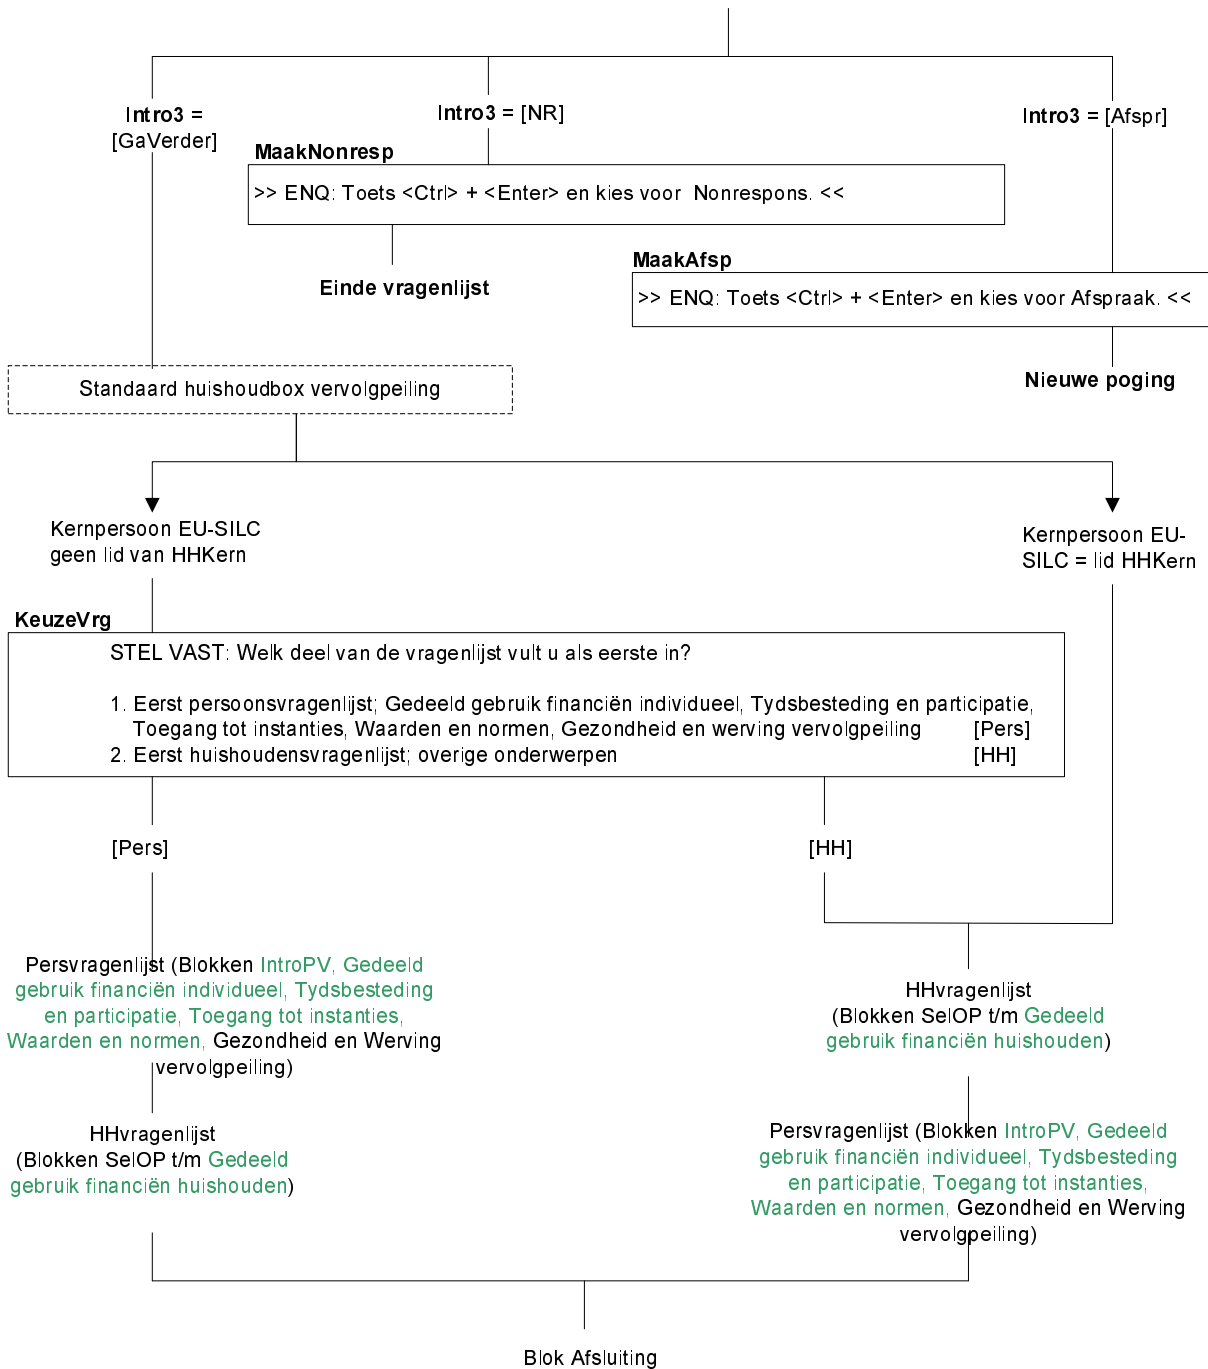 Intro3 =
[GaVerder]
Intro3 = [NR]
Intro3 = [Afspr]
MaakNonresp
>> ENQ: Toets <Ctrl> + <Enter> en kies voor  Nonrespons. <<
Einde vragenlijst
MaakAfsp
>> ENQ: Toets <Ctrl> + <Enter> en kies voor Afspraak. <<
Nieuwe poging
Standaard huishoudbox vervolgpeiling
Kernpersoon EU-SILC
geen lid van HHKern
Kernpersoon EU-
SILC = lid HHKern
KeuzeVrg
STEL VAST: Welk deel van de vragenlijst vult u als eerste in?
1. Eerst persoonsvragenlijst; Gedeeld gebruik financiën individueel, Tydsbesteding en participatie,
Toegang tot instanties, Waarden en normen, Gezondheid en werving vervolgpeiling [Pers]
2. Eerst huishoudensvragenlijst; overige onderwerpen [HH]
[Pers]
[HH]
Persvragenlijst (Blokken IntroPV, Gedeeld
gebruik financiën individueel, Tydsbesteding
en participatie, Toegang tot instanties,
Waarden en normen, Gezondheid en Werving
vervolgpeiling)
HHvragenlijst
(Blokken SelOP t/m Gedeeld
gebruik financiën huishouden)
HHvragenlijst
(Blokken SelOP t/m Gedeeld
gebruik financiën huishouden)
Persvragenlijst (Blokken IntroPV, Gedeeld
gebruik financiën individueel, Tydsbesteding
en participatie, Toegang tot instanties,
Waarden en normen, Gezondheid en Werving
vervolgpeiling)
Blok Afsluiting